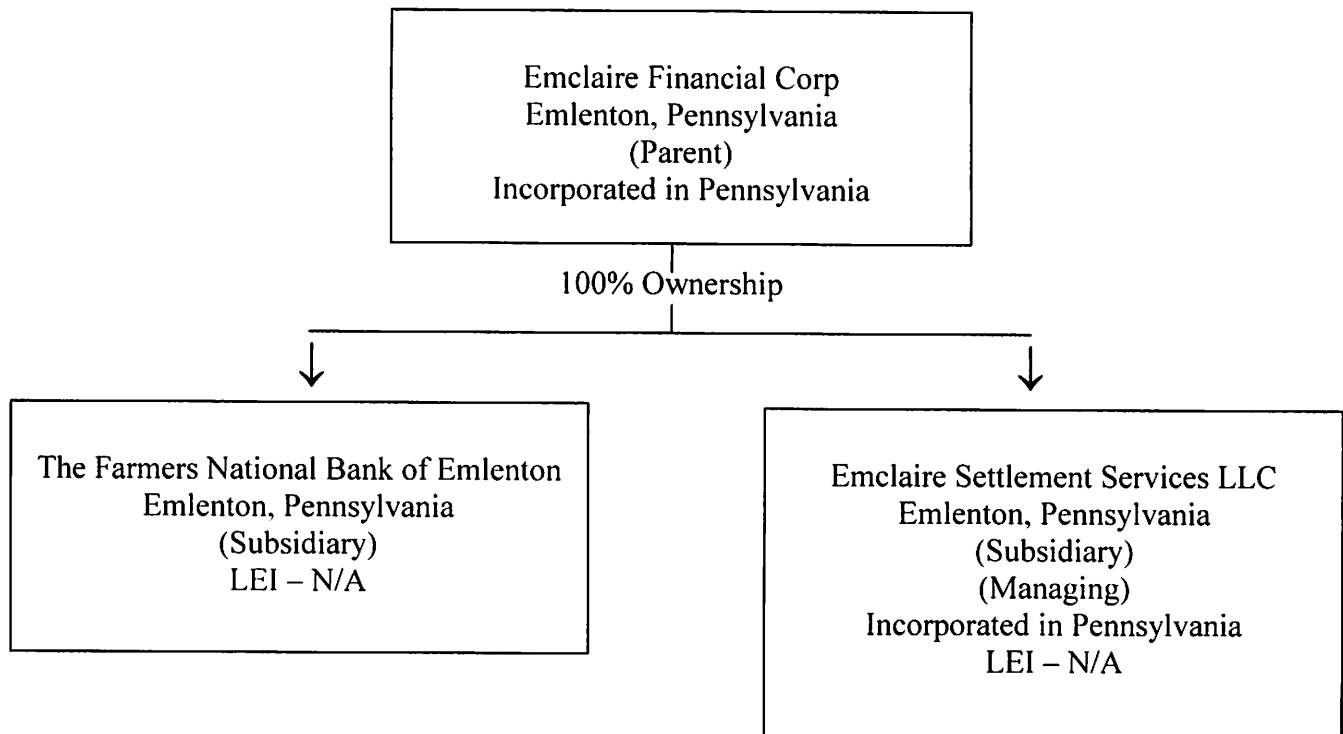 Emclaire Financial Corp
Emlenton, Pennsylvania
(Parent)
Incorporated in Pennsylvania
100% Ownership
The Farmers National Bank of Emlenton
Emlenton, Pennsylvania
(Subsidiary)
LEI – N/A
Emclaire Settlement Services LLC
Emlenton, Pennsylvania
(Subsidiary)
(Managing)
Incorporated in Pennsylvania
LEI – N/A